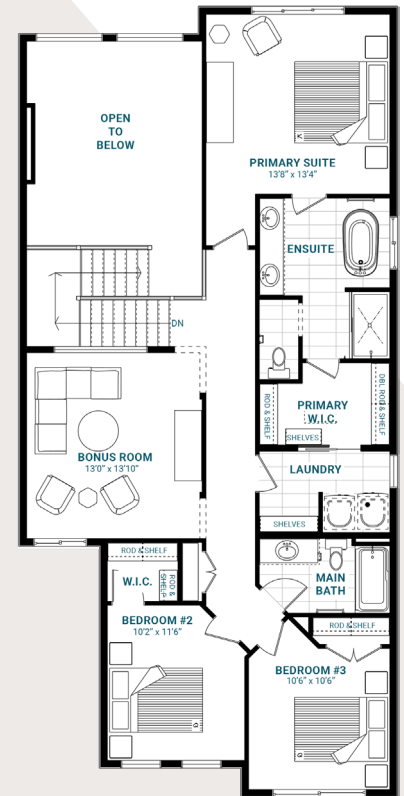 OPEN
TO
BELOW
PRIMARY SUITE
13'8" x 13'4"
ENSUITE
DN
ROD & SHELF
PRIMARY
W.I.C.
SHELVES
DBL ROD & SHELF
BONUS ROOM
13'0" x 13'10"
LAUNDRY
SHELVES
ROD & SHELF
W.I.C.
ROD &
SHELF
MAIN
BATH
BEDROOM #2
10'2" x 11'6"
ROD & SHELF
BEDROOM #3
10'6" x 10'6"